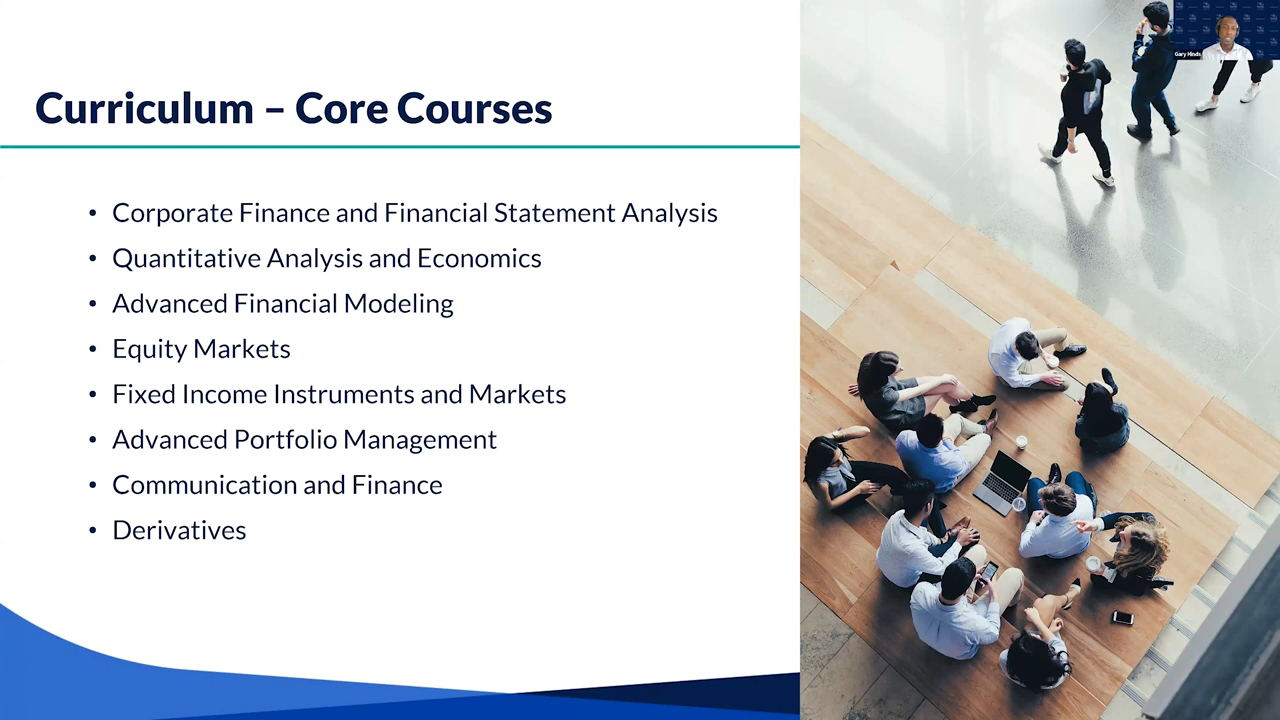 Curriculum – Core Courses
• Corporate Finance and Financial Statement Analysis
• Quantitative Analysis and Economics
• Advanced Financial Modeling
• Equity Markets
• Fixed Income Instruments and Markets
• Advanced Portfolio Management
• Communication and Finance
• Derivatives
Gary Hinds